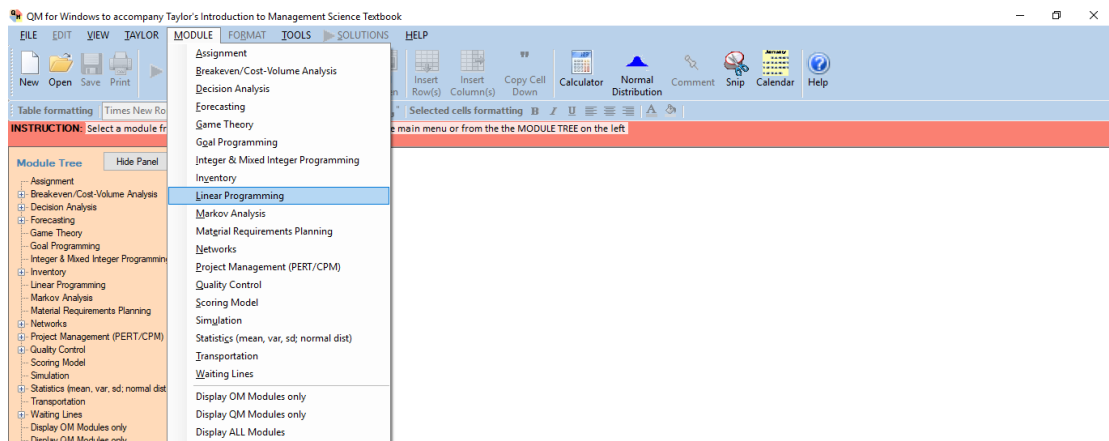 QM for Windows to accompany Taylor's Introduction to Management Science Textbook
FILE EDIT VIEW TAYLOR MODULE FORMAT TOOLS SOLUTIONS HELP
New Open Save Print
Insert Row(s) Insert Column(s) Copy Cell Down Calculator Normal Distribution Comment Snip Calendar Help
Table formatting Times New Ro
Selected cells formatting B I U A
INSTRUCTION: Select a module fr
e main menu or from the the MODULE TREE on the left
Module Tree Hide Panel
Assignment
Breakeven/Cost-Volume Analysis
Decision Analysis
Forecasting
Game Theory
Goal Programming
Integer & Mixed Integer Programmin
Inventory
Linear Programming
Markov Analysis
Material Requirements Planning
Networks
Project Management (PERT/CPM)
Quality Control
Scoring Model
Simulation
Statistics (mean, var, sd; normal dist
Transportation
Waiting Lines
Display OM Modules only
Display QM Modules only
Assignment
Breakeven/Cost-Volume Analysis
Decision Analysis
Forecasting
Game Theory
Goal Programming
Integer & Mixed Integer Programming
Inventory
Linear Programming
Markov Analysis
Material Requirements Planning
Networks
Project Management (PERT/CPM)
Quality Control
Scoring Model
Simulation
Statistics (mean, var, sd; normal dist)
Transportation
Waiting Lines
Display OM Modules only
Display QM Modules only
Display ALL Modules